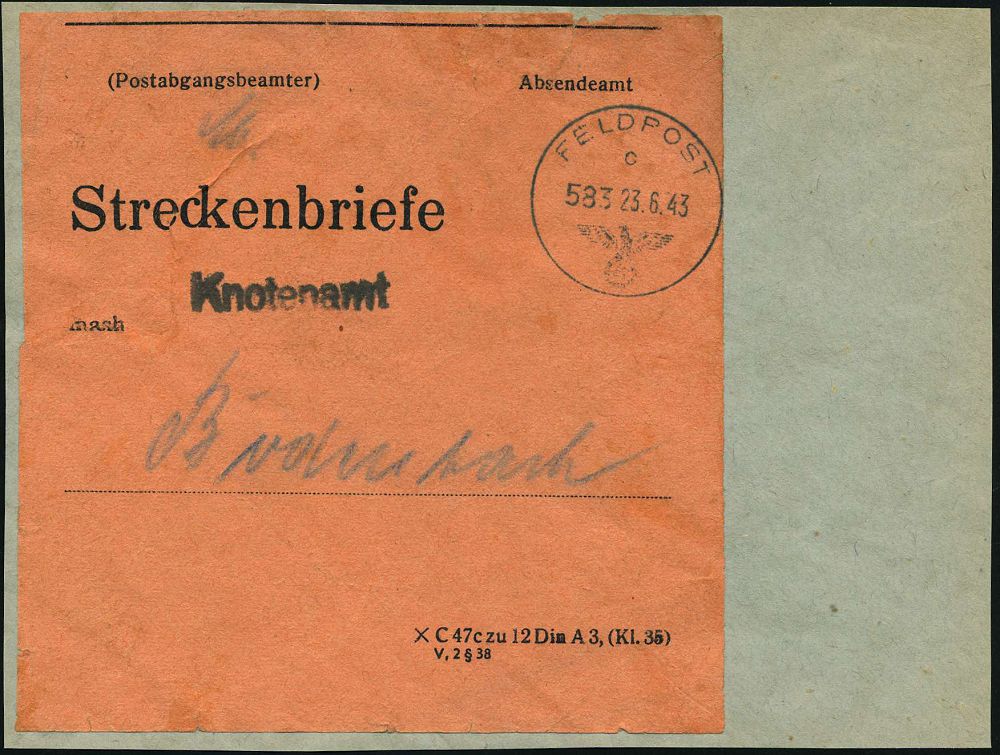 (Postabgangsbeamter) Absendeamt
FELDPOST
c
583 23.6.43
Streckenbriefe
Knotenamt
nach
Bodenbach
× C 47c zu 12 Din A 3, (Kl. 35)
V, 2 § 38